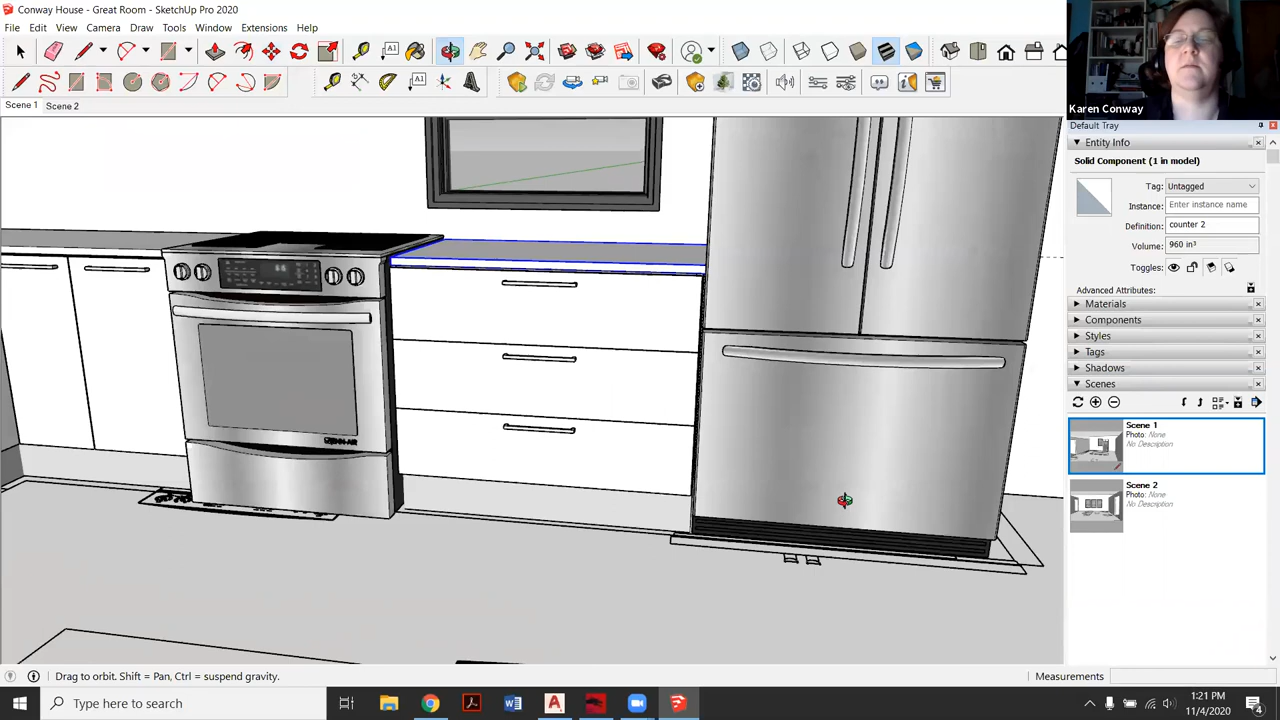 Conway House - Great Room - SketchUp Pro 2020
File Edit View Camera Draw Tools Window Extensions Help
Scene 1 Scene 2
Karen Conway
Default Tray
Entity Info
Solid Component (1 in model)
Tag: Untagged
Instance: Enter instance name
Definition: counter 2
Volume: 960 in³
Toggles:
Advanced Attributes:
Materials
Components
Styles
Tags
Shadows
Scenes
Scene 1
Photo: None
No Description
Scene 2
Photo: None
No Description
JENN-AIR
Drag to orbit. Shift = Pan, Ctrl = suspend gravity.
Measurements
Type here to search
1:21 PM
11/4/2020
4